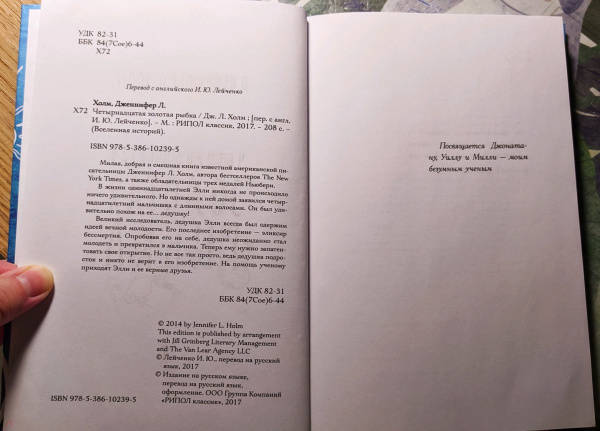 УДК 82-31
ББК 84(7Сое)6-44
Х72
Перевод с английского И. Ю. Лейченко
Холм, Дженнифер Л.
Х72 Четырнадцатая золотая рыбка / Дж. Л. Холм ; [пер. с англ.
И. Ю. Лейченко]. – М. : РИПОЛ классик, 2017. – 208 с. –
(Вселенная историй).
ISBN 978-5-386-10239-5
Милая, добрая и смешная книга известной американской пи-
сательницы Дженнифер Л. Холм, автора бестселлеров The New
York Times, а также обладательницы трех медалей Ньюбери.
В жизни одиннадцатилетней Элли никогда не происходило
ничего удивительного. Но однажды к ней домой заявился четыр-
надцатилетний мальчишка с длинными волосами. Он был уди-
вительно похож на ее... дедушку!
Великий исследователь, дедушка Элли всегда был одержим
идеей вечной молодости. Его последнее изобретение – эликсир
бессмертия. Опробовав его на себе, дедушка неожиданно стал
молодеть и превратился в мальчика. Теперь ему нужно запатен-
товать свое открытие. Но не все так просто, ведь дедушка подро-
сток и никто не верит в его изобретение. На помощь ученому
приходят Элли и ее верные друзья.
УДК 82-31
ББК 84(7Сое)6-44
© 2014 by Jennifer L. Holm
This edition is published by arrangement
with Jill Grinberg Literary Management
and The Van Lear Agency LLC
© Лейченко И. Ю., перевод на русский
язык, 2017
© Издание на русском языке,
перевод на русский язык,
оформление. ООО Группа Компаний
«РИПОЛ классик», 2017
ISBN 978-5-386-10239-5
Посвящается Джоната-
ну, Уиллу и Милли — моим
безумным ученым